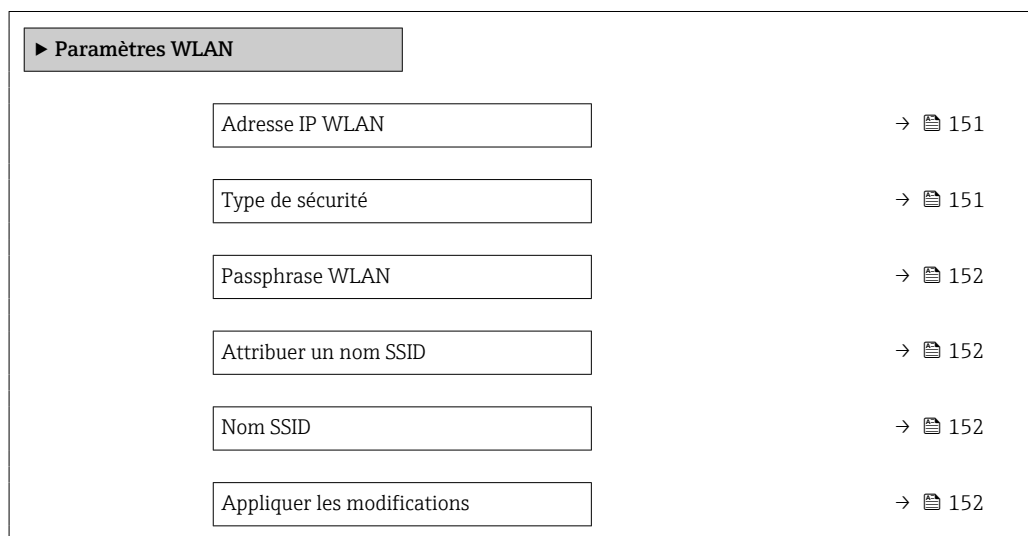 ▶ Paramètres WLAN
Adresse IP WLAN → 151
Type de sécurité → 151
Passphrase WLAN → 152
Attribuer un nom SSID → 152
Nom SSID → 152
Appliquer les modifications → 152